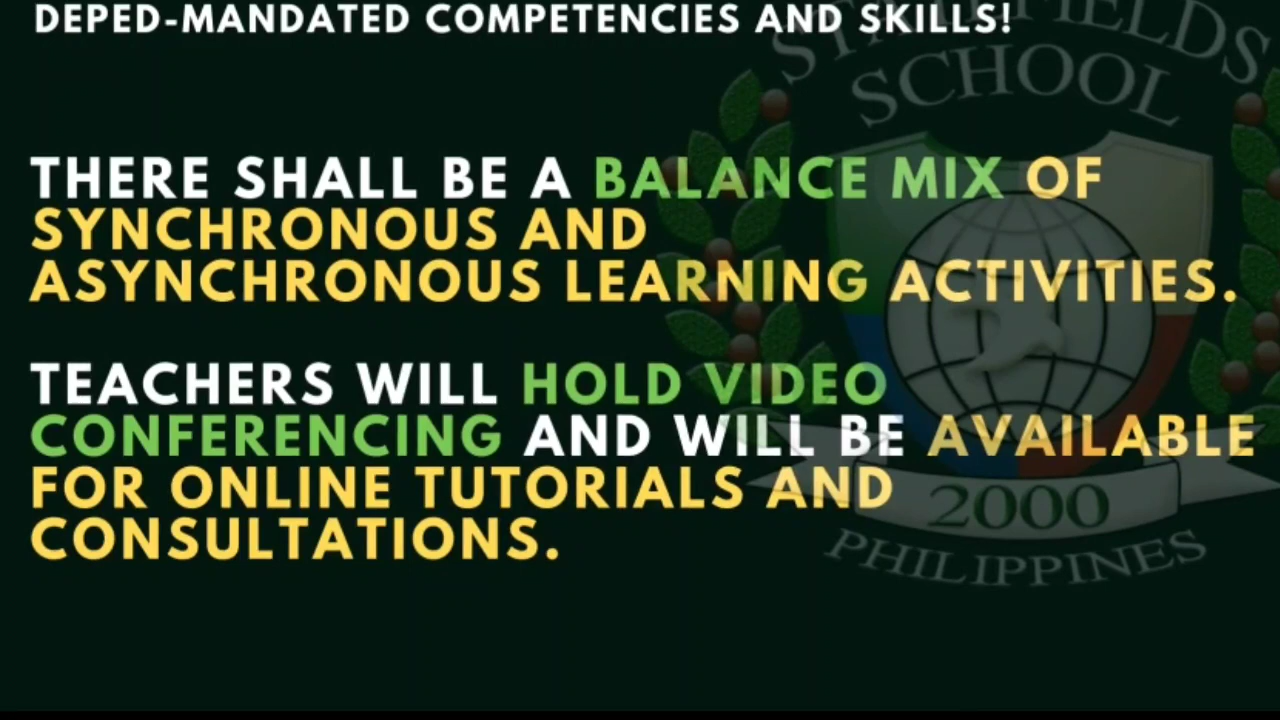 DEPED-MANDATED COMPETENCIES AND SKILLS!
SCHOOL
THERE SHALL BE A BALANCE MIX OF
SYNCHRONOUS AND
ASYNCHRONOUS LEARNING ACTIVITIES.
TEACHERS WILL HOLD VIDEO
CONFERENCING AND WILL BE AVAILABLE
FOR ONLINE TUTORIALS AND
CONSULTATIONS.
2000
PHILIPPINES